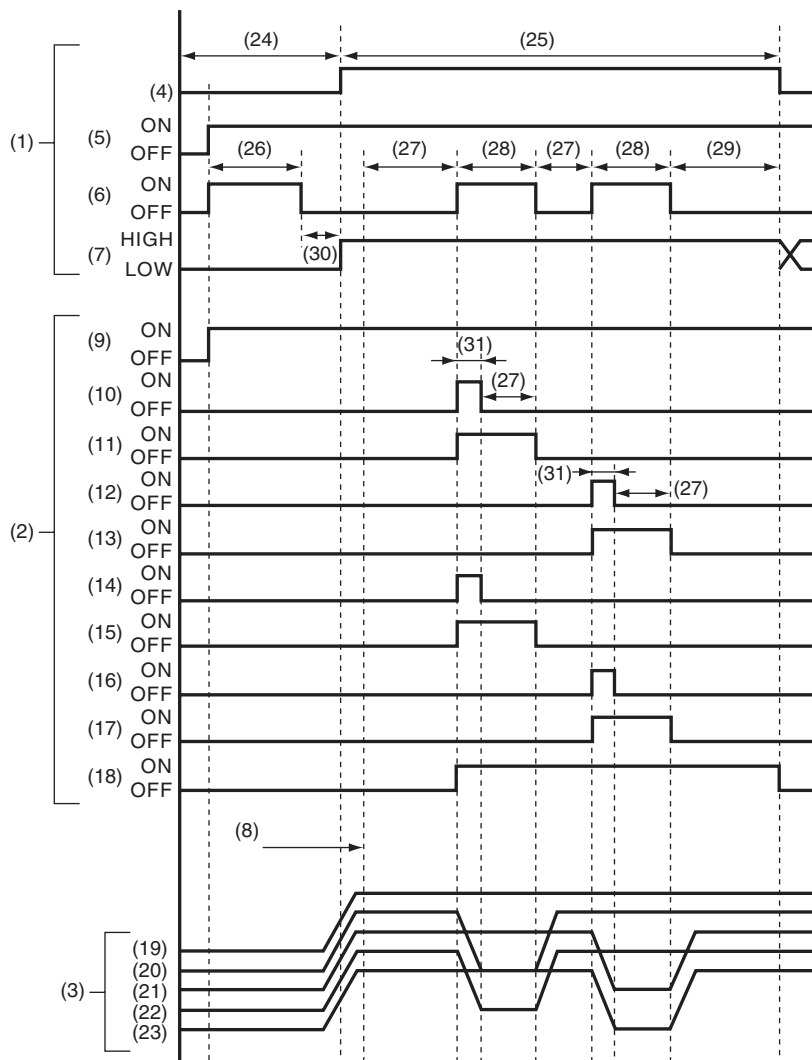 (24) (25)
(4)
(1)
(5) ON
OFF
(26) (27) (28) (27) (28) (29)
(6) ON
OFF
(7) HIGH
LOW
(30)
(2)
(9) ON
OFF
(31)
(10) ON
OFF
(27)
(11) ON
OFF
(31)
(12) ON
OFF
(27)
(13) ON
OFF
(14) ON
OFF
(15) ON
OFF
(16) ON
OFF
(17) ON
OFF
(18) ON
OFF
(8)
(3)
(19)
(20)
(21)
(22)
(23)